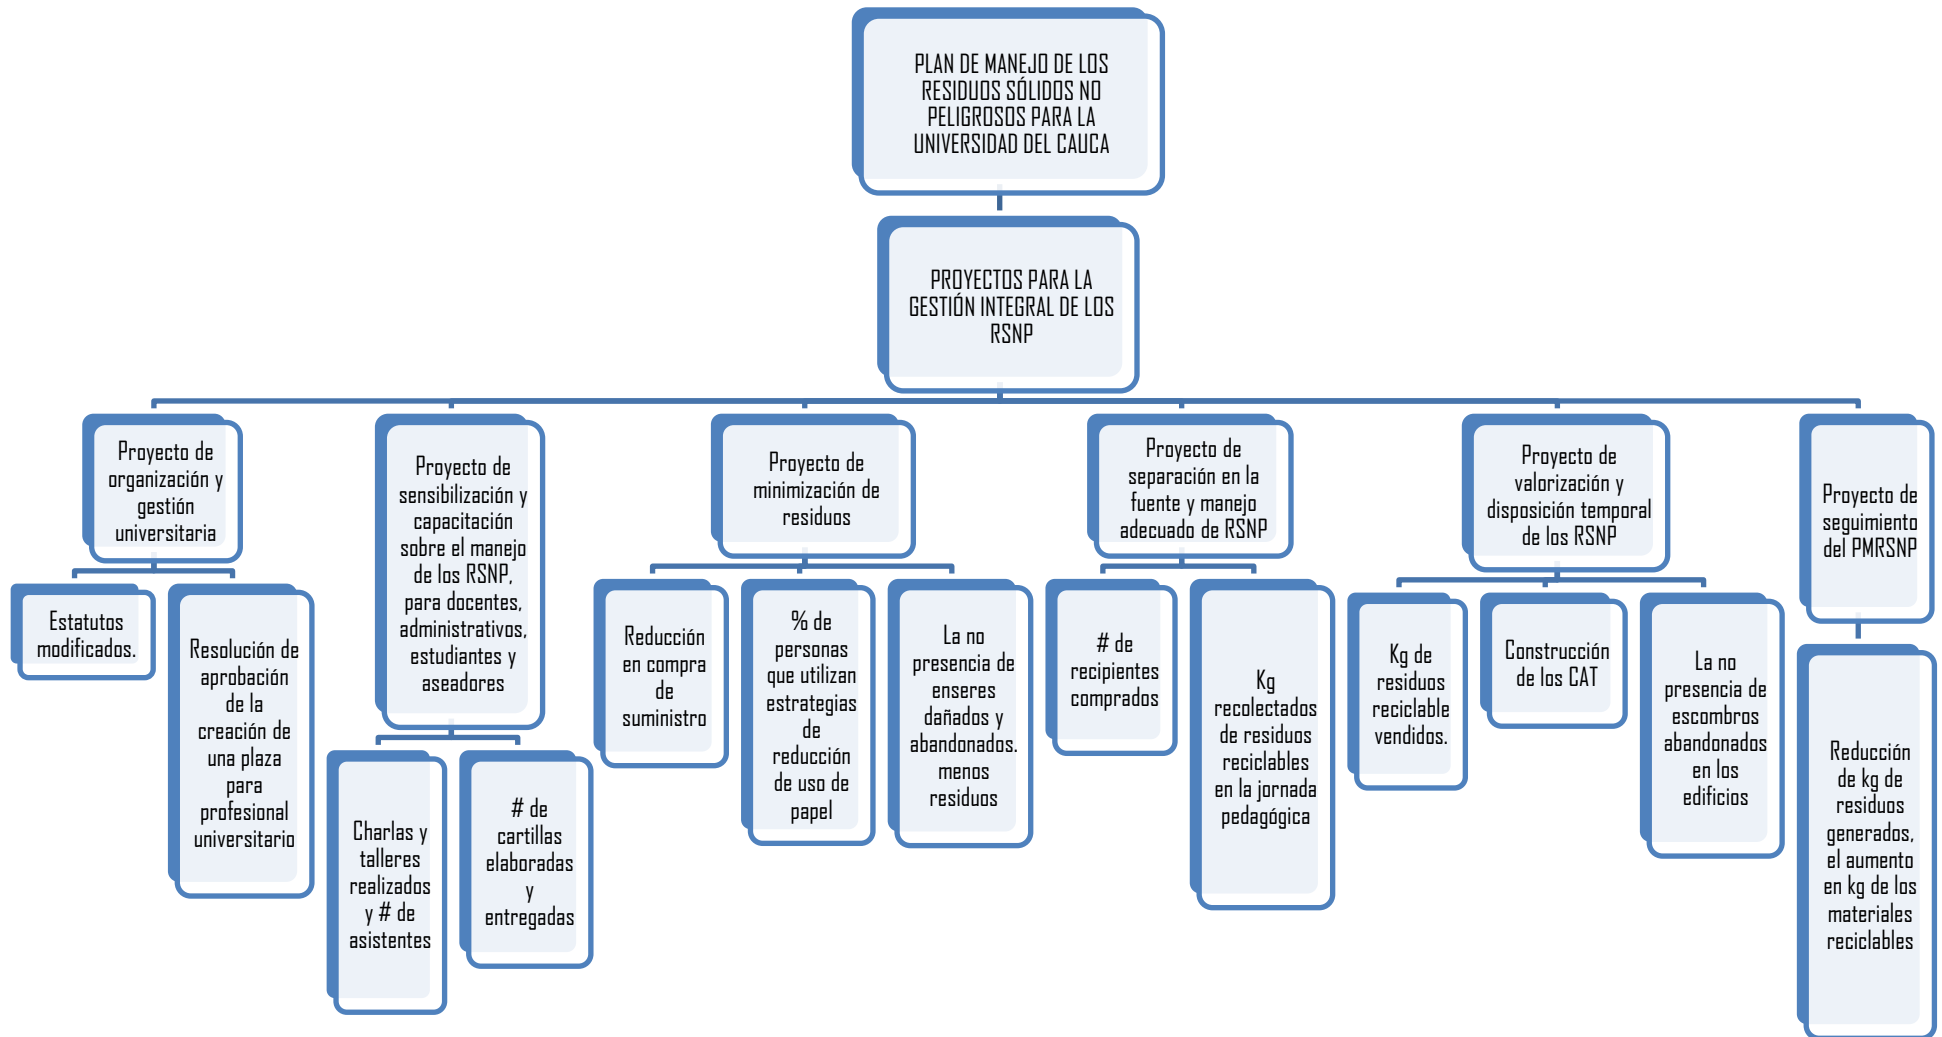 PLAN DE MANEJO DE LOS
RESIDUOS SÓLIDOS NO
PELIGROSOS PARA LA
UNIVERSIDAD DEL CAUCA
PROYECTOS PARA LA
GESTIÓN INTEGRAL DE LOS
RSNP
Proyecto de
organización y
gestión
universitaria
Estatutos
modificados.
Resolución de
aprobación
de la
creación de
una plaza
para
profesional
universitario
Proyecto de
sensibilización y
capacitación
sobre el manejo
de los RSNP,
para docentes,
administrativos,
estudiantes y
aseadores
Charlas y
talleres
realizados
y # de
asistentes
# de
cartillas
elaboradas
y
entregadas
Proyecto de
minimización de
residuos
Reducción
en compra
de
suministro
% de
personas
que utilizan
estrategias
de
reducción
de uso de
papel
La no
presencia de
enseres
dañados y
abandonados.
menos
residuos
Proyecto de
separación en la
fuente y manejo
adecuado de RSNP
# de
recipientes
comprados
Kg
recolectados
de residuos
reciclables
en la jornada
pedagógica
Proyecto de
valorización y
disposición temporal
de los RSNP
Kg de
residuos
reciclable
vendidos.
Construcción
de los CAT
La no
presencia de
escombros
abandonados
en los
edificios
Proyecto de
seguimiento
del PMRSNP
Reducción
de kg de
residuos
generados,
el aumento
en kg de los
materiales
reciclables